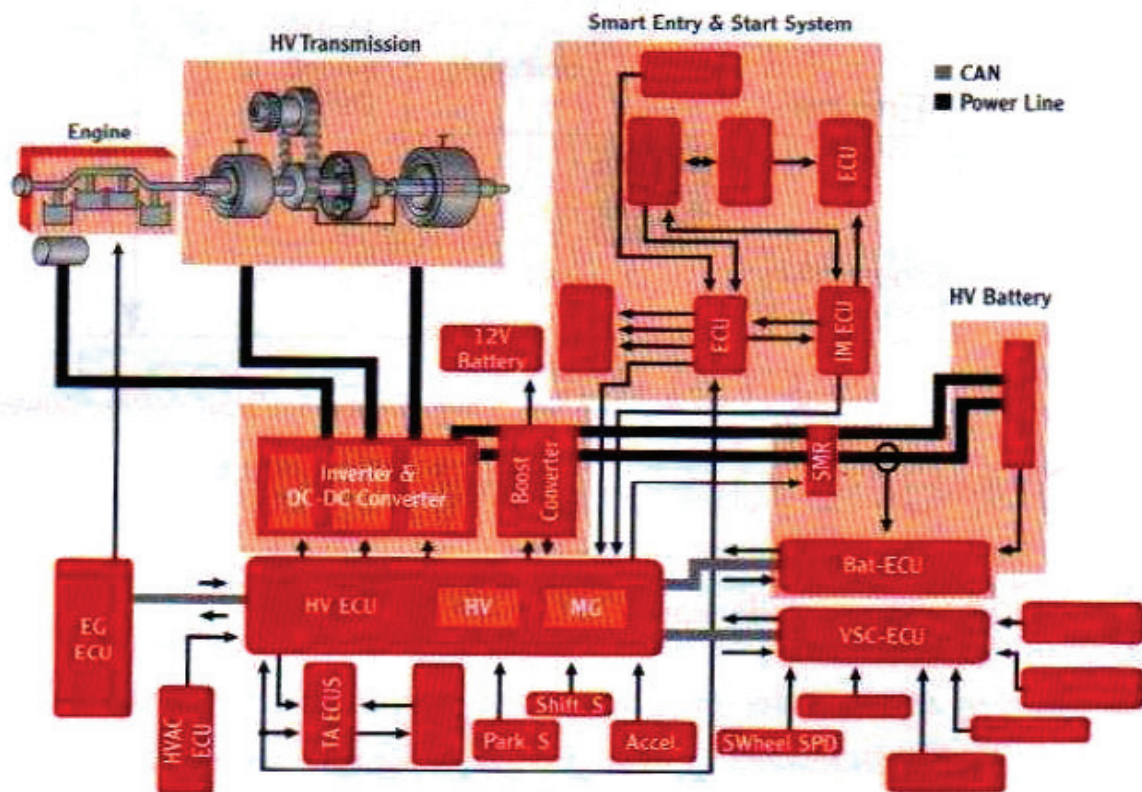 Smart Entry & Start System
HV Transmission
CAN
Power Line
Engine
ECU
HV Battery
12V
Battery
ECU
IM ECU
Inverter &
DC-DC Converter
Boost
Converter
SMR
Bat-ECU
HV ECU
HV
MG
EG
ECU
VSC-ECU
HVAC
ECU
TA ECUS
Shift. S
Park. S
Accel.
SWheel SPD